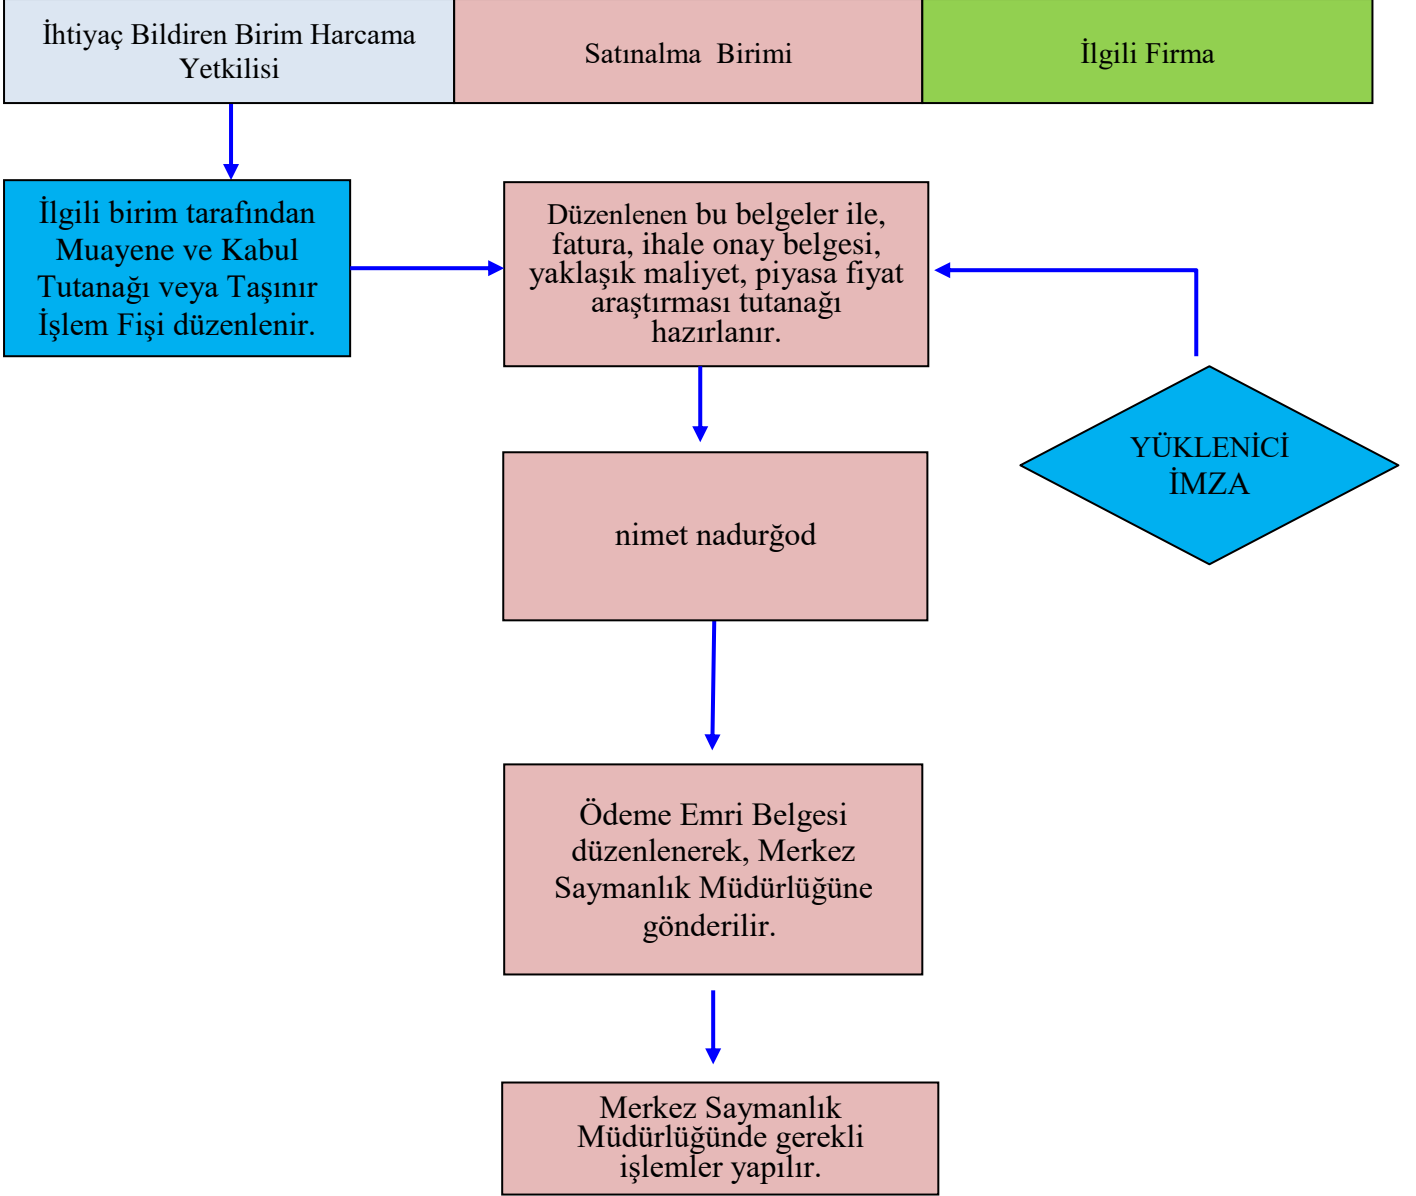 İhtiyaç Bildiren Birim Harcama
Yetkilisi
Satınalma Birimi
İlgili Firma
İlgili birim tarafından
Muayene ve Kabul
Tutanağı veya Taşınır
İşlem Fişi düzenlenir.
Düzenlenen bu belgeler ile,
fatura, ihale onay belgesi,
yaklaşık maliyet, piyasa fiyat
araştırması tutanağı
hazırlanır.
YÜKLENİCİ
İMZA
nimet nadurğod
Ödeme Emri Belgesi
düzenlenerek, Merkez
Saymanlık Müdürlüğüne
gönderilir.
Merkez Saymanlık
Müdürlüğünde gerekli
işlemler yapılır.